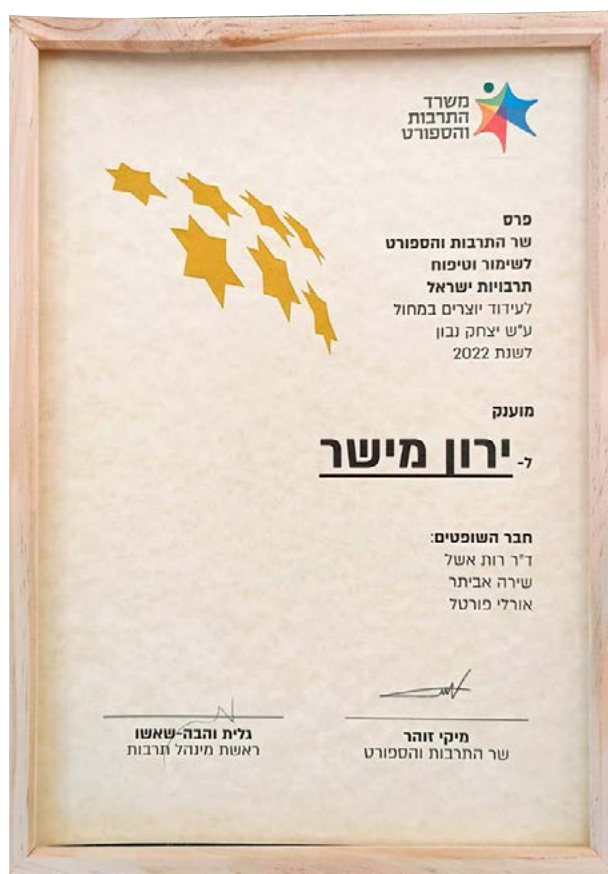 משרד
התרבות
והספורט
פרס
שר התרבות והספורט
לשימור וטיפוח
תרבויות ישראל
לעידוד יוצרים במחול
ע"ש יצחק נבון
לשנת 2022
מוענק
ל- ירון מישר
חבר השופטים:
ד"ר רות אשל
שירה אביתר
אורלי פורטל
מיקי זוהר
שר התרבות והספורט
גלית והבה-שאשו
ראשת מינהל תרבות